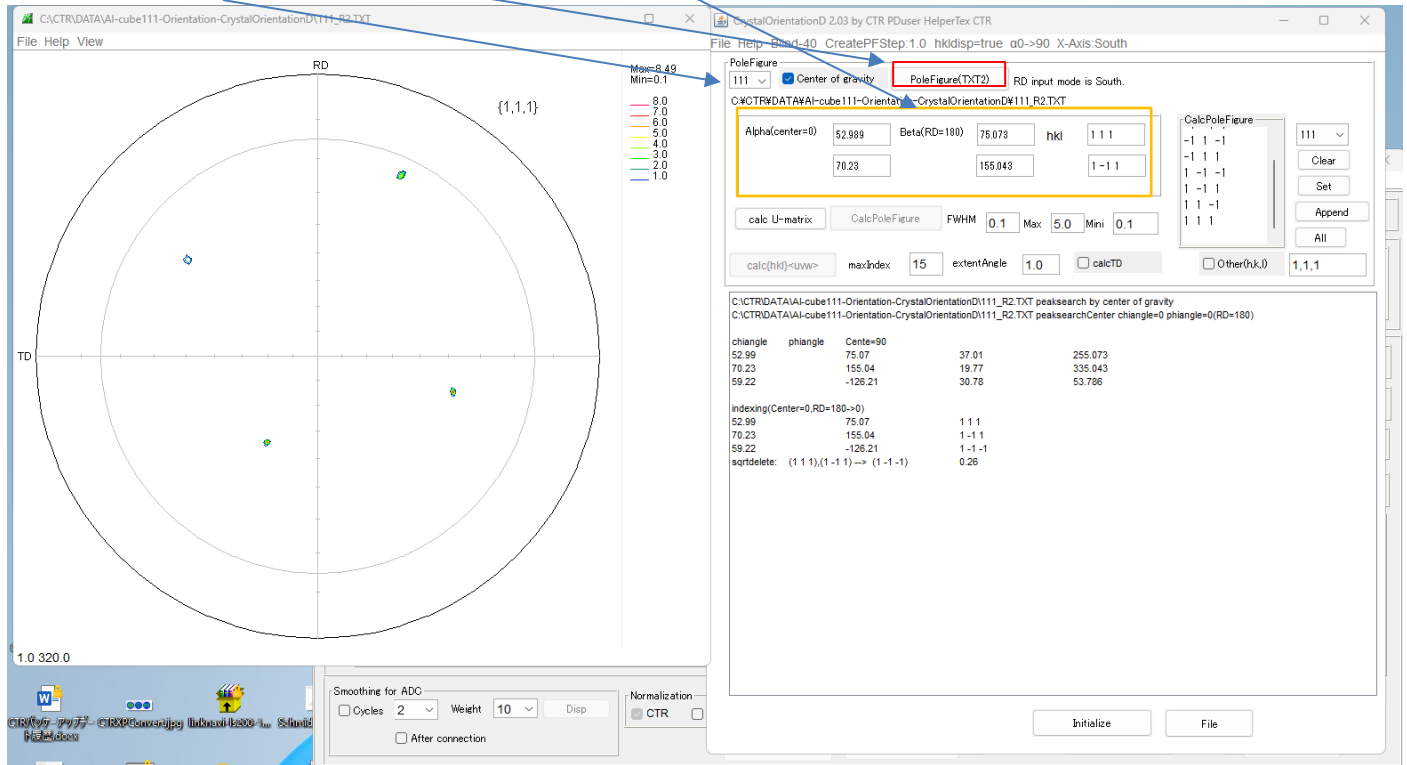 C:\CTR\DATA\AI-cube111-Orientation-CrystalOrientationD\111_R2.TXT
File Help View
RD
Max=8.49
Min=0.1
{1,1,1}
8.0
7.0
6.0
5.0
4.0
3.0
2.0
1.0
TD
1.0 320.0
CrystalOrientationD 2.03 by CTR PDuser HelperTex CTR
File Help Blind-40 CreatePFStep:1.0 hkldisp=true α0->90 X-Axis:South
PoleFigure
111 Center of gravity PoleFigure(TXT2) RD input mode is South.
C:¥CTR¥DATA¥AI-cube111-Orientation-CrystalOrientationD¥111_R2.TXT
Alpha(center=0) 52.989 Beta(RD=180) 75.073 hkl 1 1 1
70.23 155.043 1 -1 1
CalcPoleFigure
-1 1 -1
-1 1 1
1 -1 -1
1 -1 1
1 1 -1
1 1 1
111
Clear
Set
Append
All
calc U-matrix CalcPoleFigure FWHM 0.1 Max 5.0 Mini 0.1
calc{hkl}<uvw> maxIndex 15 extentAngle 1.0 calcTD Other(h,k,l) 1,1,1
C:\CTR\DATA\AI-cube111-Orientation-CrystalOrientationD\111_R2.TXT peaksearch by center of gravity
C:\CTR\DATA\AI-cube111-Orientation-CrystalOrientationD\111_R2.TXT peaksearchCenter chiangle=0 phiangle=0(RD=180)
chiangle phiangle Cente=90
52.99 75.07 37.01 255.073
70.23 155.04 19.77 335.043
59.22 -126.21 30.78 53.786
indexing(Center=0,RD=180->0)
52.99 75.07 1 1 1
70.23 155.04 1 -1 1
59.22 -126.21 1 -1 -1
sqrtdelete: (1 1 1),(1 -1 1) --> (1 -1 -1) 0.26
Initialize File
Smoothing for ADC
Cycles 2 Weight 10 Disp
After connection
Normalization
CTR